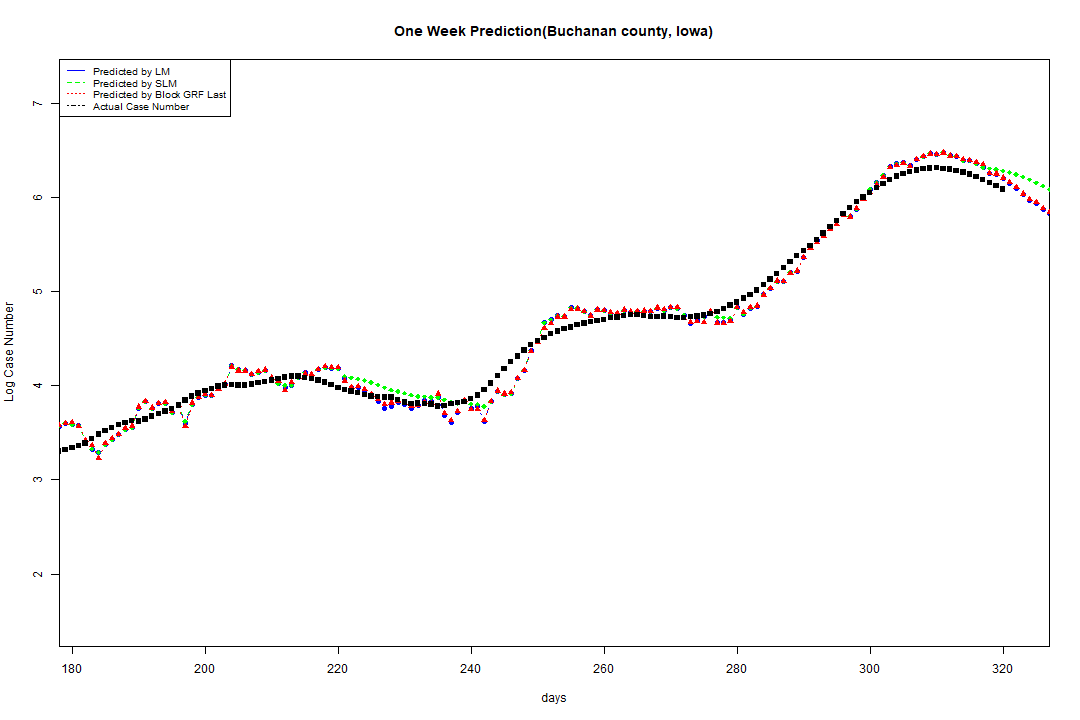 One Week Prediction(Buchanan county, Iowa)
Predicted by LM
Predicted by SLM
Predicted by Block GRF Last
Actual Case Number
7
6
5
4
3
2
Log Case Number
180 200 220 240 260 280 300 320
days